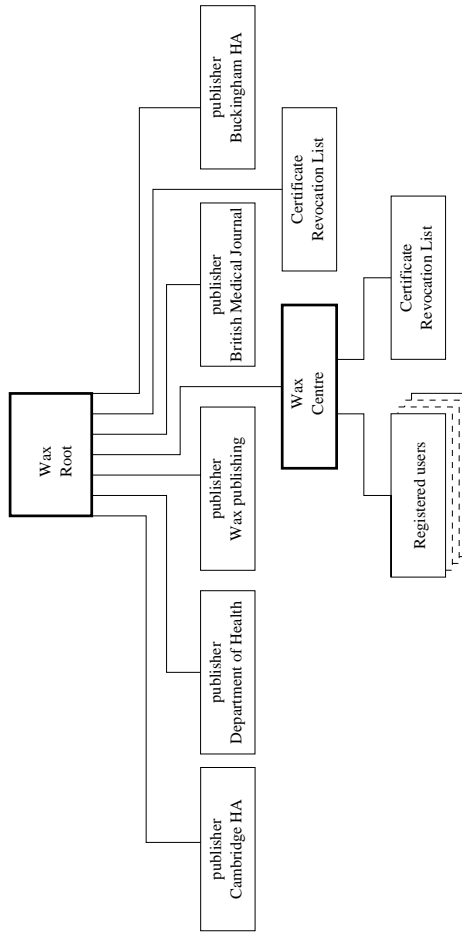 Wax
Root
publisher
Cambridge HA
publisher
Department of Health
publisher
Wax publishing
publisher
British Medical Journal
publisher
Buckingham HA
Wax
Centre
Certificate
Revocation List
Registered users
Certificate
Revocation List